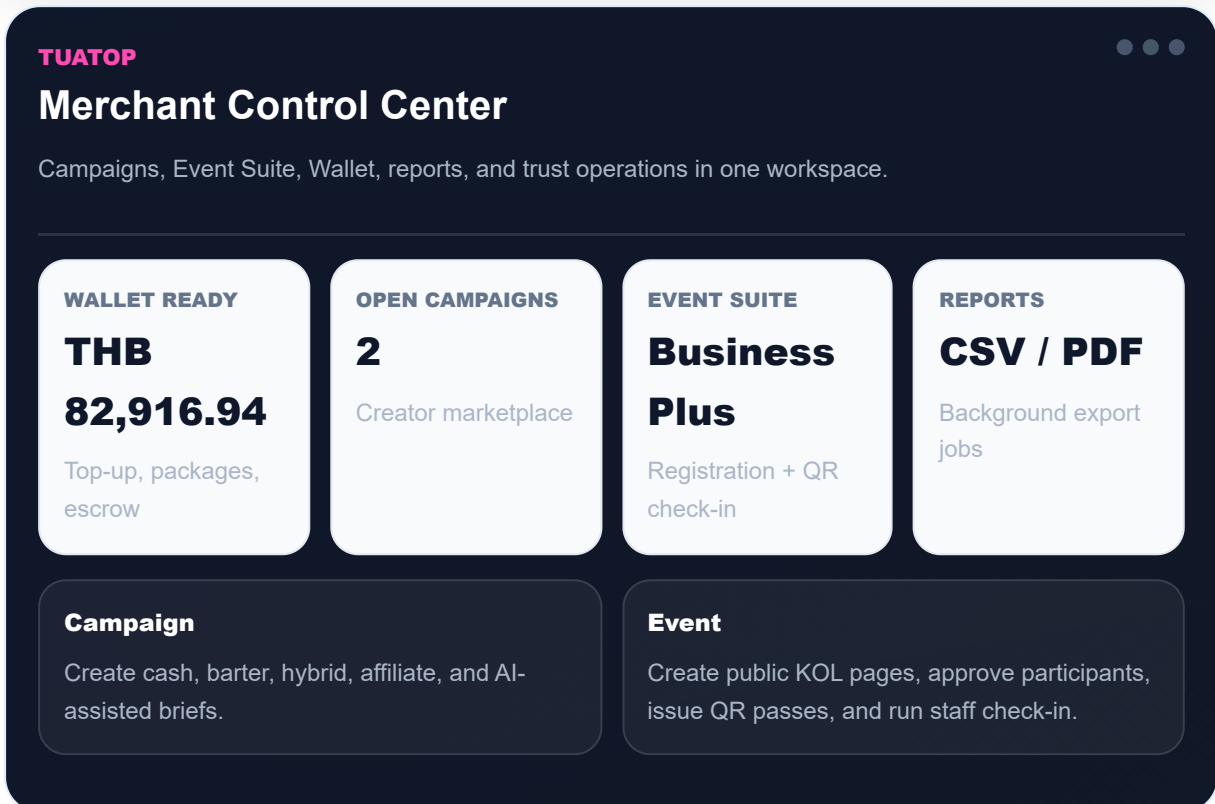 TUATOP
Merchant Control Center
Campaigns, Event Suite, Wallet, reports, and trust operations in one workspace.
WALLET READY
THB
82,916.94
Top-up, packages,
escrow
OPEN CAMPAIGNS
2
Creator marketplace
EVENT SUITE
Business
Plus
Registration + QR
check-in
REPORTS
CSV / PDF
Background export
jobs
Campaign
Create cash, barter, hybrid, affiliate, and AI-
assisted briefs.
Event
Create public KOL pages, approve participants,
issue QR passes, and run staff check-in.